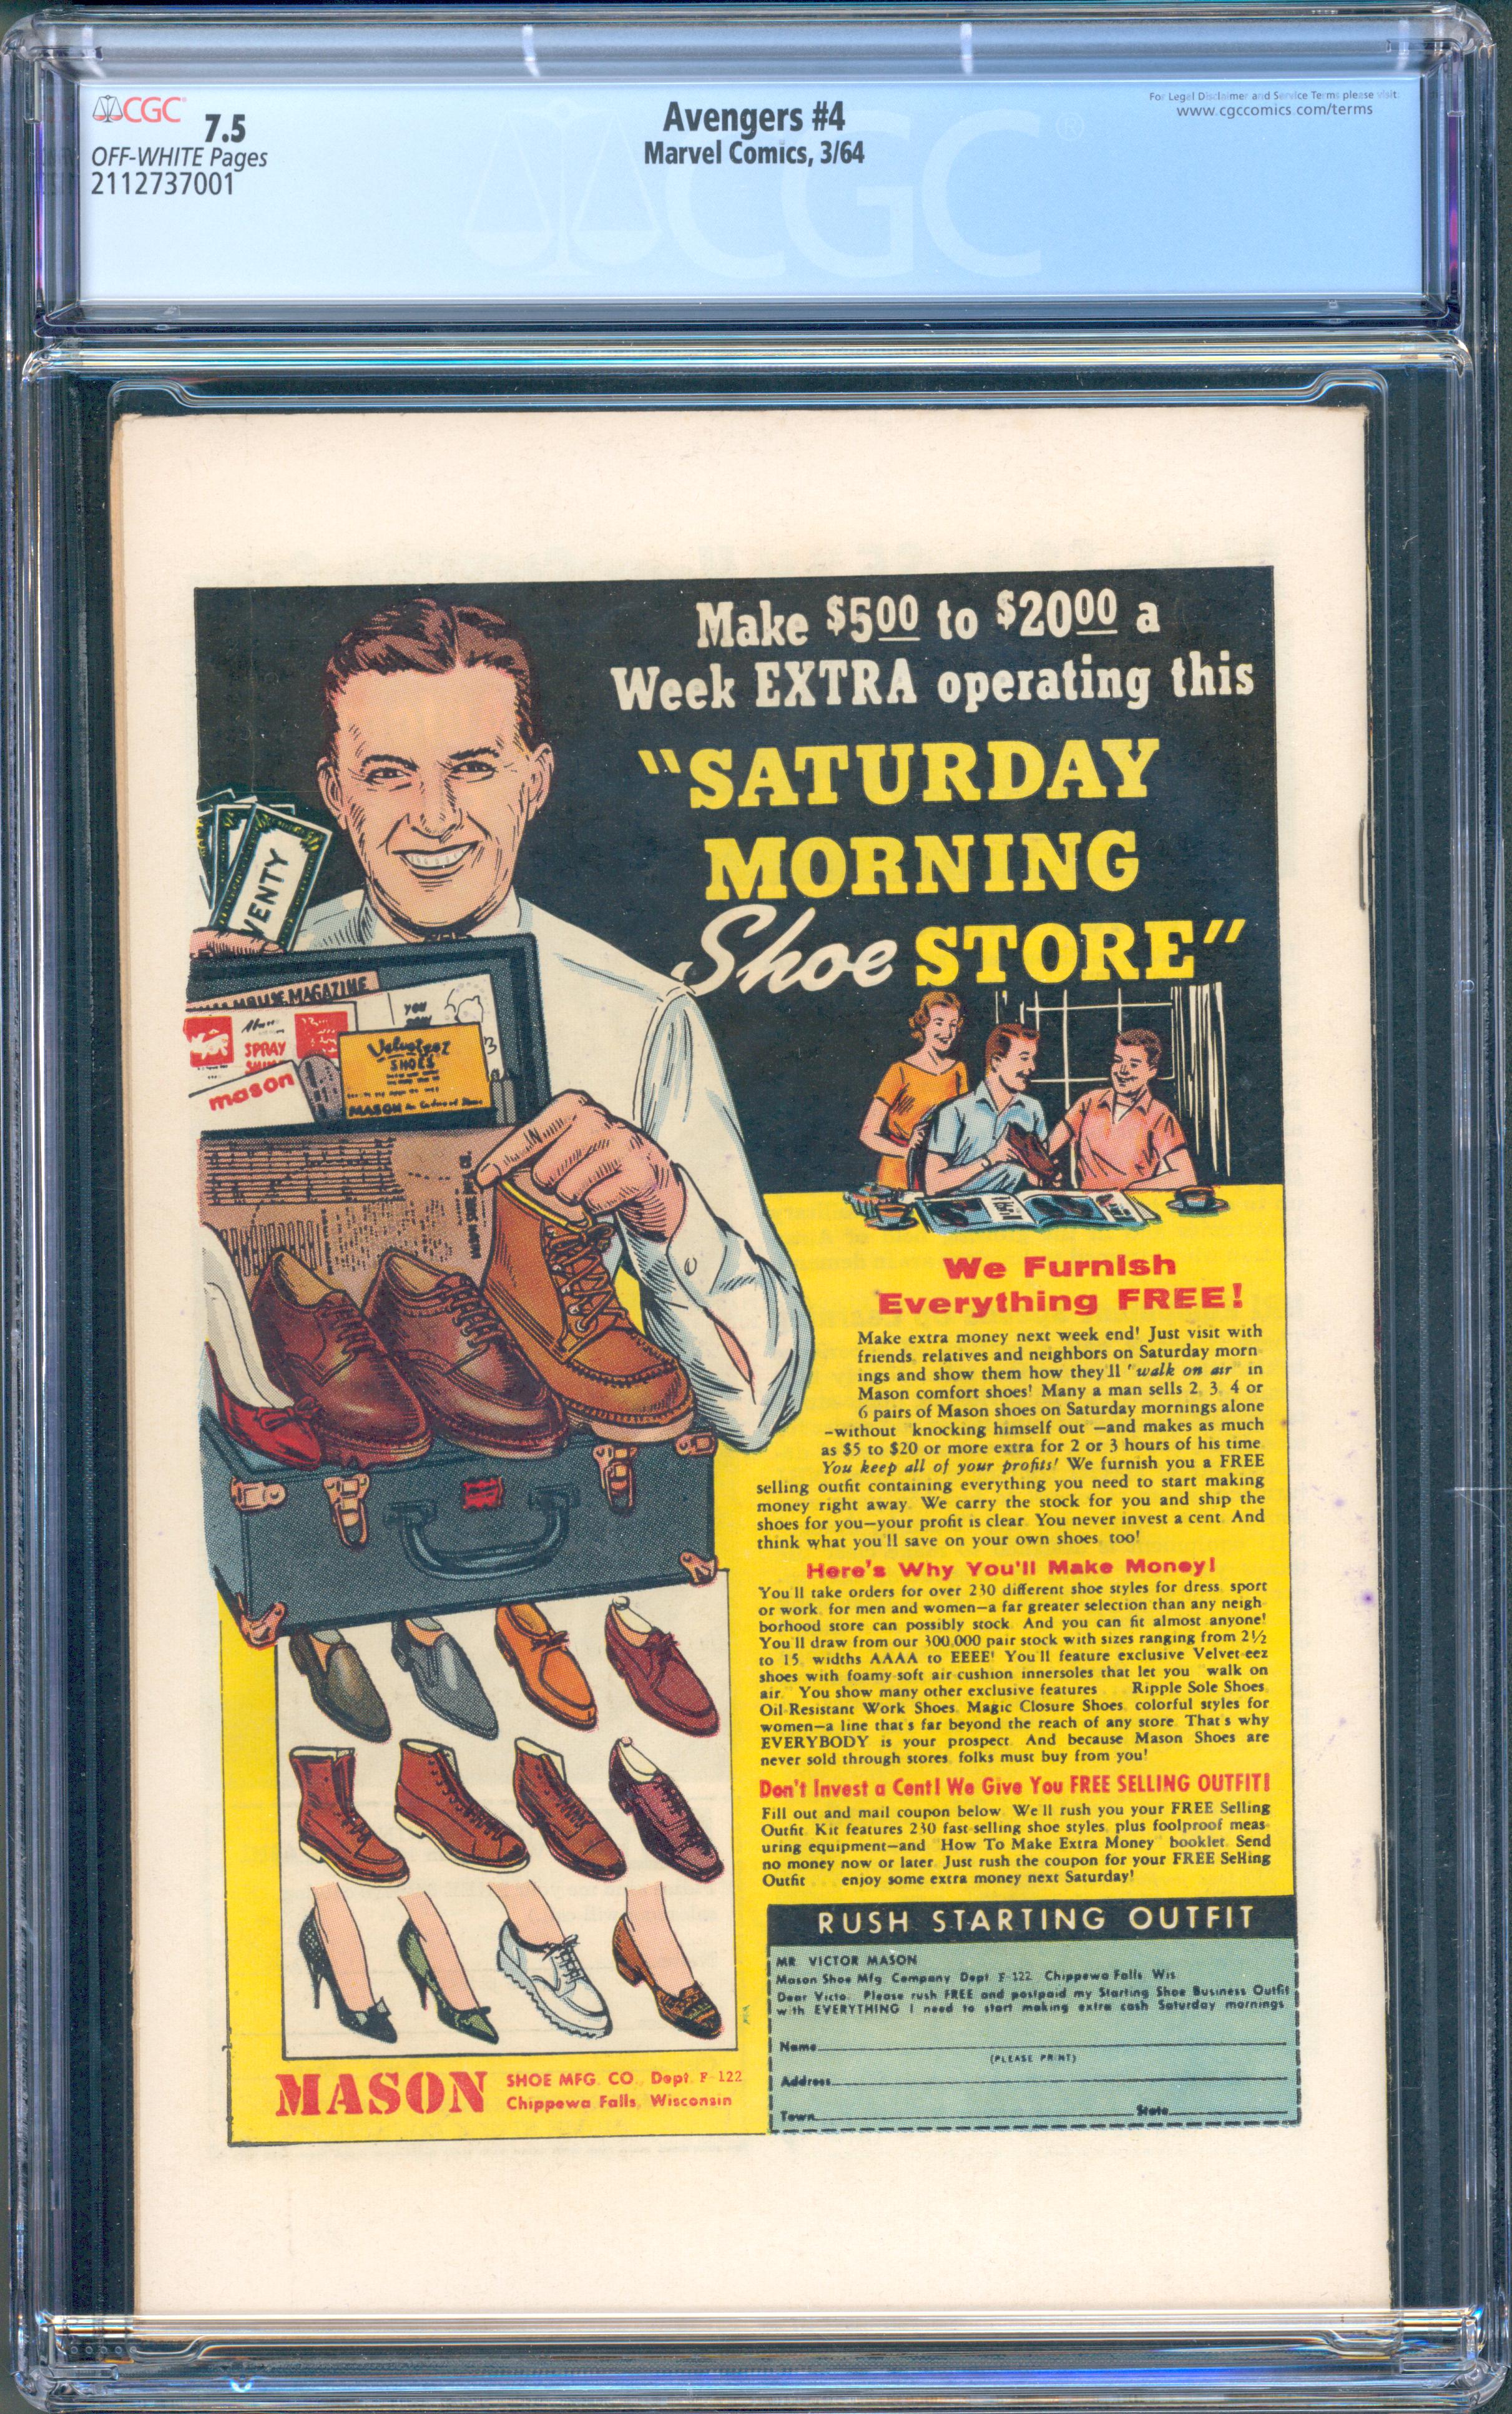 CGC
7.5
OFF-WHITE Pages
2112737001
Avengers #4
Marvel Comics, 3/64
For Legal Disclaimer and Service Terms please visit:
www.cgccomics.com/terms
CGC®
Make $5.00 to $20.00 a
Week EXTRA operating this
"SATURDAY
MORNING
Shoe STORE"
VENTY
MAGAZINE
YOU
SPRAY
SHOES
mason
MASON
We Furnish
Everything FREE!
Make extra money next week end! Just visit with
friends, relatives and neighbors on Saturday morn
ings and show them how they'll "walk on air" in
Mason comfort shoes! Many a man sells 2, 3, 4 or
6 pairs of Mason shoes on Saturday mornings alone
–without "knocking himself out"—and makes as much
as $5 to $20 or more extra for 2 or 3 hours of his time.
You keep all of your profits! We furnish you a FREE
selling outfit containing everything you need to start making
money right away. We carry the stock for you and ship the
shoes for you—your profit is clear. You never invest a cent. And
think what you'll save on your own shoes, too!
Here's Why You'll Make Money!
You'll take orders for over 230 different shoe styles for dress, sport
or work, for men and women—a far greater selection than any neigh-
borhood store can possibly stock. And you can fit almost anyone!
You'll draw from our 300,000 pair stock with sizes ranging from 2½
to 15, widths AAAA to EEEE! You'll feature exclusive Velvet-eez
shoes with foamy-soft air cushion innersoles that let you "walk on
air." You show many other exclusive features . . . Ripple Sole Shoes,
Oil-Resistant Work Shoes, Magic Closure Shoes, colorful styles for
women—a line that's far beyond the reach of any store. That's why
EVERYBODY is your prospect. And because Mason Shoes are
never sold through stores, folks must buy from you!
Don't Invest a Cent! We Give You FREE SELLING OUTFIT!
Fill out and mail coupon below. We'll rush you your FREE Selling
Outfit. Kit features 230 fast-selling shoe styles, plus foolproof meas-
uring equipment—and "How To Make Extra Money" booklet. Send
no money now or later. Just rush the coupon for your FREE Selling
Outfit . . . enjoy some extra money next Saturday!
RUSH STARTING OUTFIT
MR. VICTOR MASON
Mason Shoe Mfg. Company, Dept. F-122, Chippewa Falls, Wis.
Dear Victo. Please rush FREE and postpaid my Starting Shoe Business Outfit
with EVERYTHING I need to start making extra cash Saturday mornings
Name
(PLEASE PRINT)
Address
Town State
MASON SHOE MFG. CO., Dept. F-122
Chippewa Falls, Wisconsin